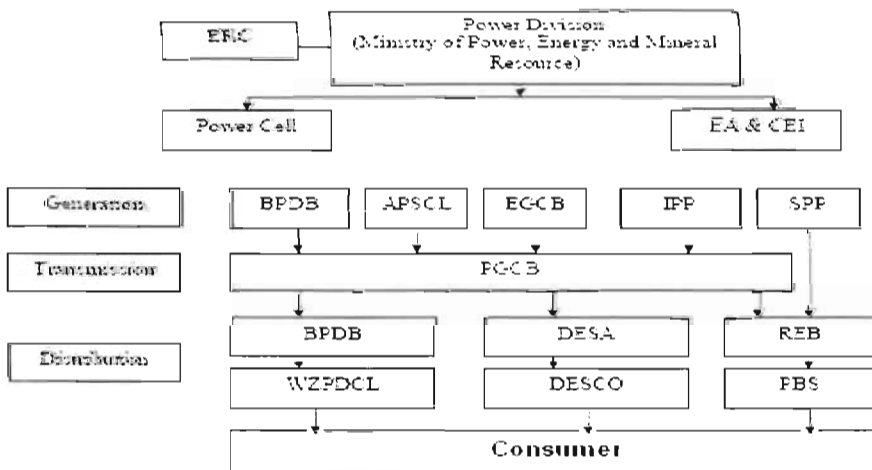 ERC
Power Division
(Ministry of Power, Energy and Mineral
Resource)
Power Cell
EA & CEI
Generation
BPDB
APSCL
EGCB
IPP
SPP
Transmission
PGCB
Distribution
BPDB
DESA
REB
WZPDCL
DESCO
PBS
Consumer